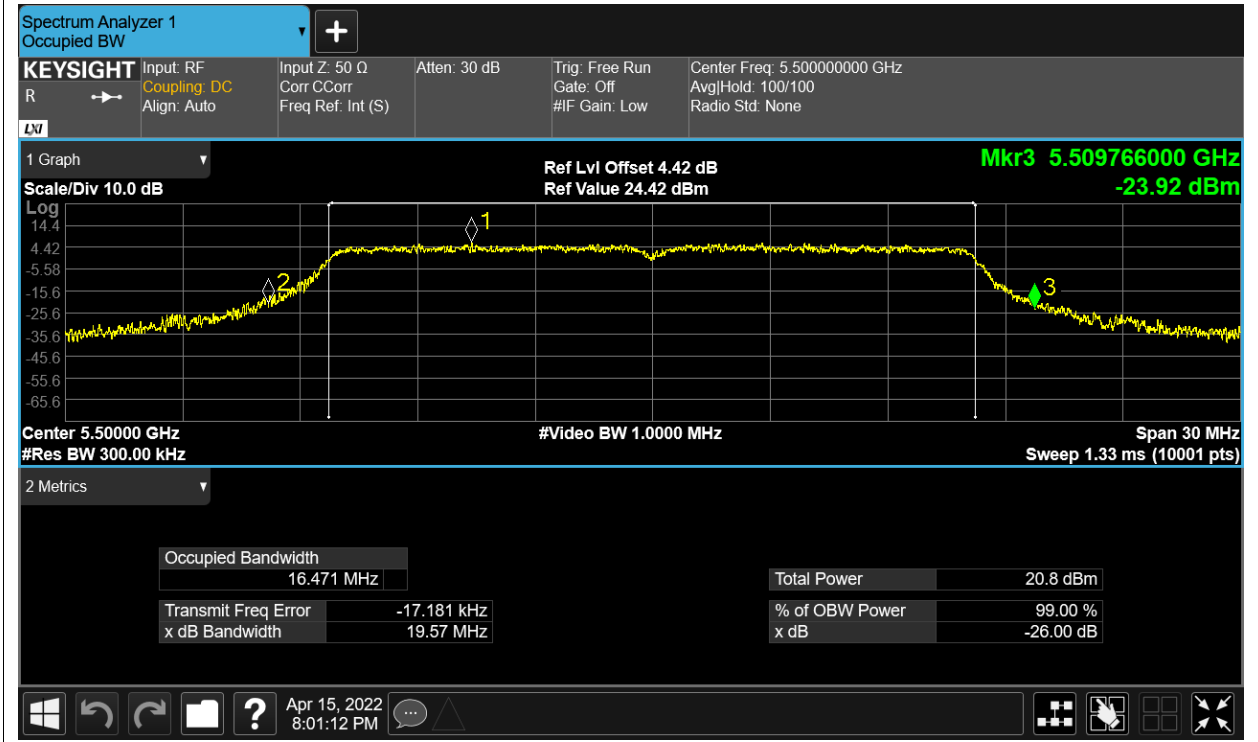 Spectrum Analyzer 1
Occupied BW
KEYSIGHT Input: RF Input Z: 50 Ω Atten: 30 dB Trig: Free Run Center Freq: 5.500000000 GHz
R Coupling: DC Corr CCorr Gate: Off Avg|Hold: 100/100
Align: Auto Freq Ref: Int (S) #IF Gain: Low Radio Std: None
LXI
1 Graph Ref Lvl Offset 4.42 dB Mkr3 5.509766000 GHz
Scale/Div 10.0 dB Ref Value 24.42 dBm -23.92 dBm
Log
14.4
4.42
-5.58
-15.6
-25.6
-35.6
-45.6
-55.6
-65.6
1
2
3
Center 5.50000 GHz #Video BW 1.0000 MHz Span 30 MHz
#Res BW 300.00 kHz Sweep 1.33 ms (10001 pts)
2 Metrics
Occupied Bandwidth
16.471 MHz Total Power 20.8 dBm
Transmit Freq Error -17.181 kHz % of OBW Power 99.00 %
x dB Bandwidth 19.57 MHz x dB -26.00 dB
? Apr 15, 2022
8:01:12 PM